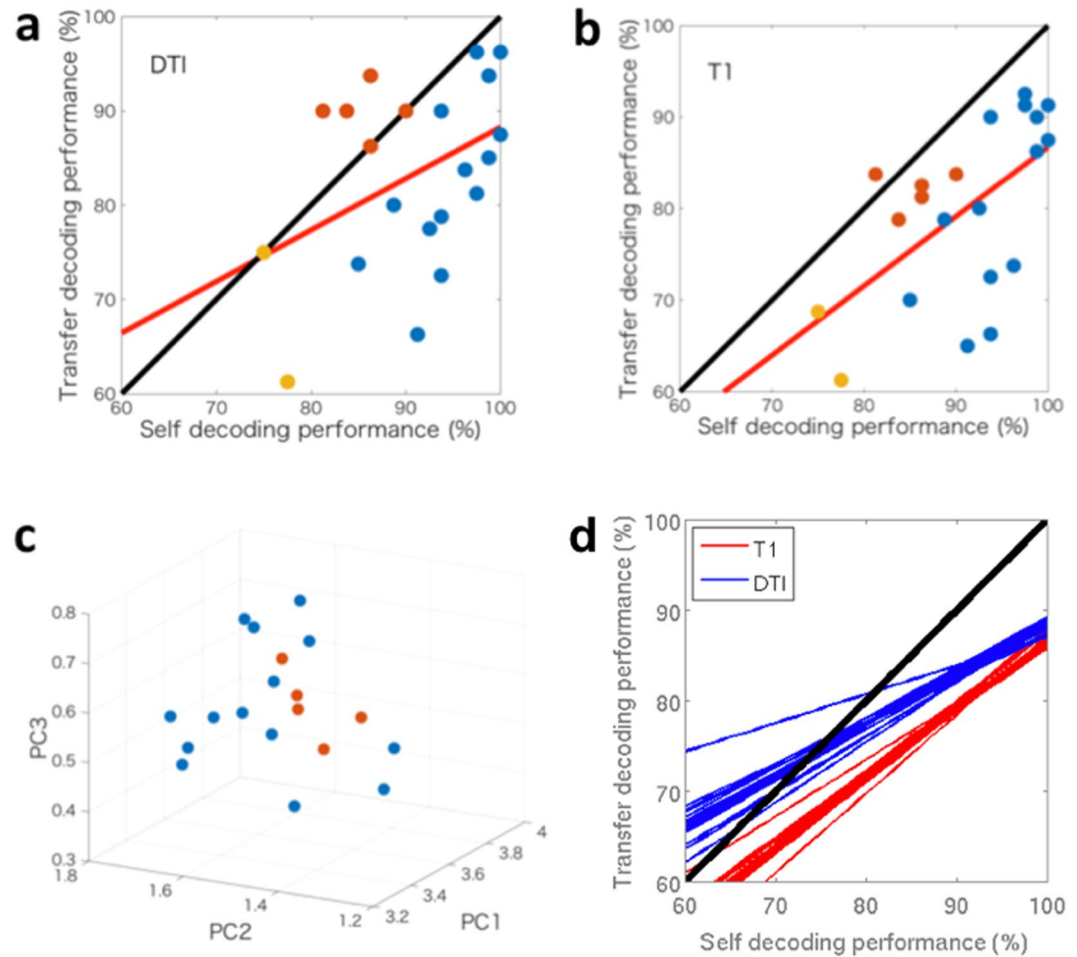 a
DTI
Transfer decoding performance (%)
100
90
80
70
60
60 70 80 90 100
Self decoding performance (%)
b
T1
Transfer decoding performance (%)
100
90
80
70
60
60 70 80 90 100
Self decoding performance (%)
c
PC3
0.8
0.7
0.6
0.5
0.4
0.3
1.8 1.6 1.4 1.2
PC2
3.2 3.4 3.6 3.8 4
PC1
d
T1
DTI
Transfer decoding performance (%)
100
90
80
70
60
60 70 80 90 100
Self decoding performance (%)